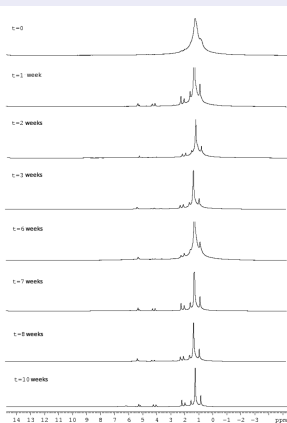 t=0
t=1 week
t=2 weeks
t=3 weeks
t=6 weeks
t=7 weeks
t=8 weeks
t=10 weeks
14 13 12 11 10 9 8 7 6 5 4 3 2 1 0 -1 -2 -3 ppm